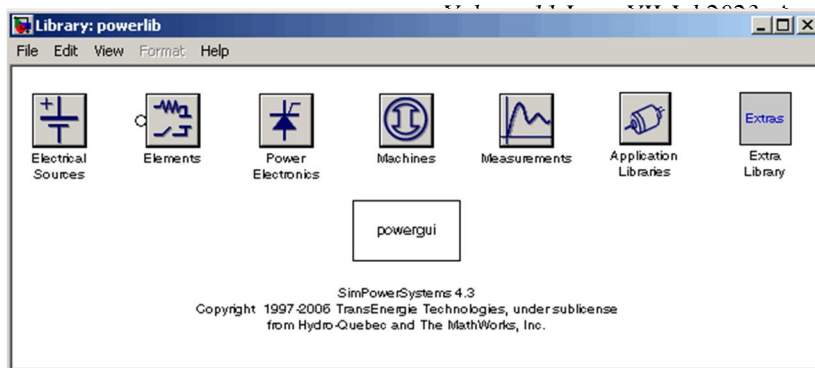 Library: powerlib
File Edit View Format Help
Extras
Electrical
Sources
Elements
Power
Electronics
Machines
Measurements
Application
Libraries
Extra
Library
powergui
SimPowerSystems 4.3
Copyright 1997-2006 TransEnergie Technologies, under sublicense
from Hydro-Quebec and The MathWorks, Inc.